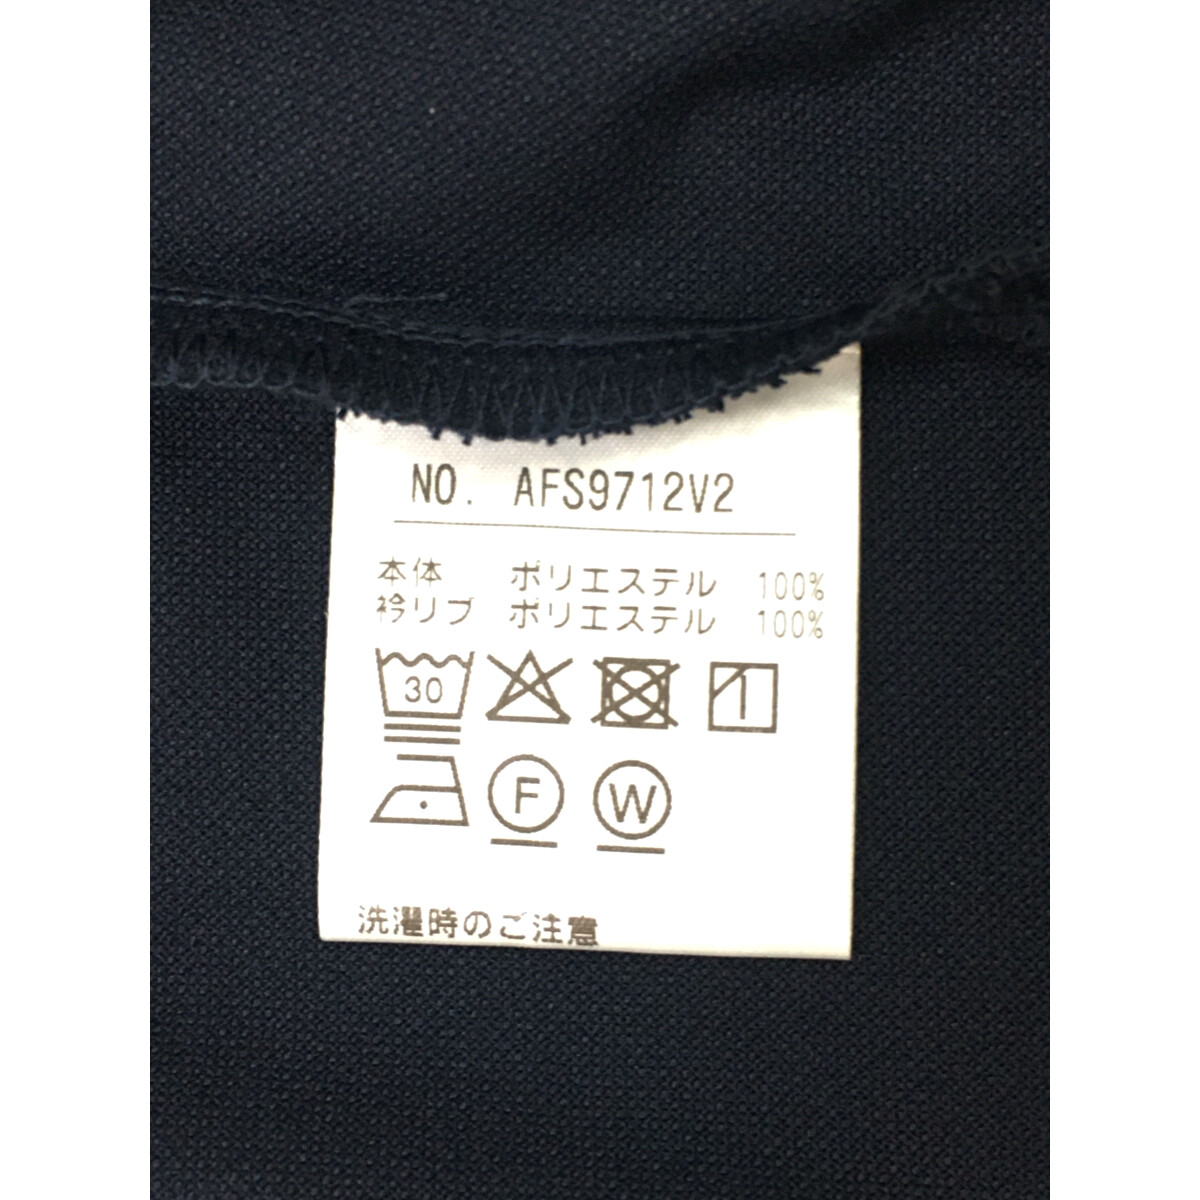 NO. AFS9712V2
本体 ポリエステル 100%
衿リブ ポリエステル 100%
30
F W
洗濯時のご注意